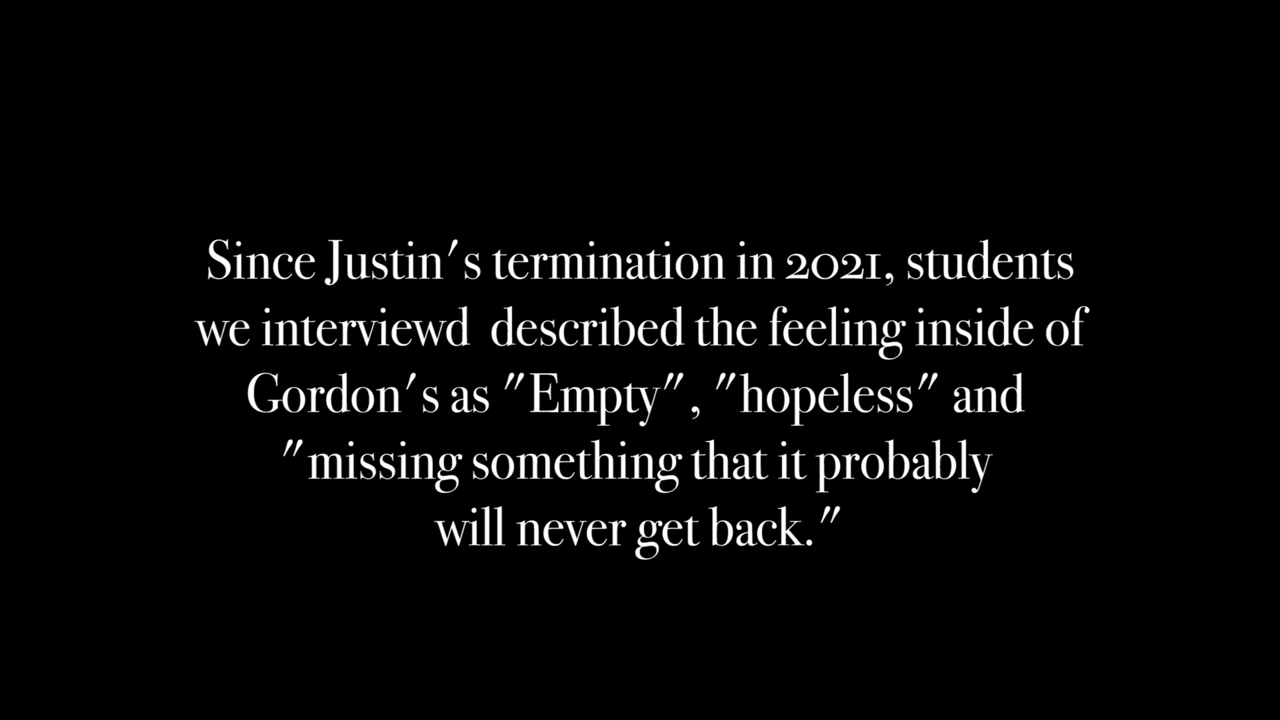 Since Justin's termination in 2021, students
we interviewd  described the feeling inside of
Gordon's as "Empty", "hopeless" and
"missing something that it probably
will never get back."